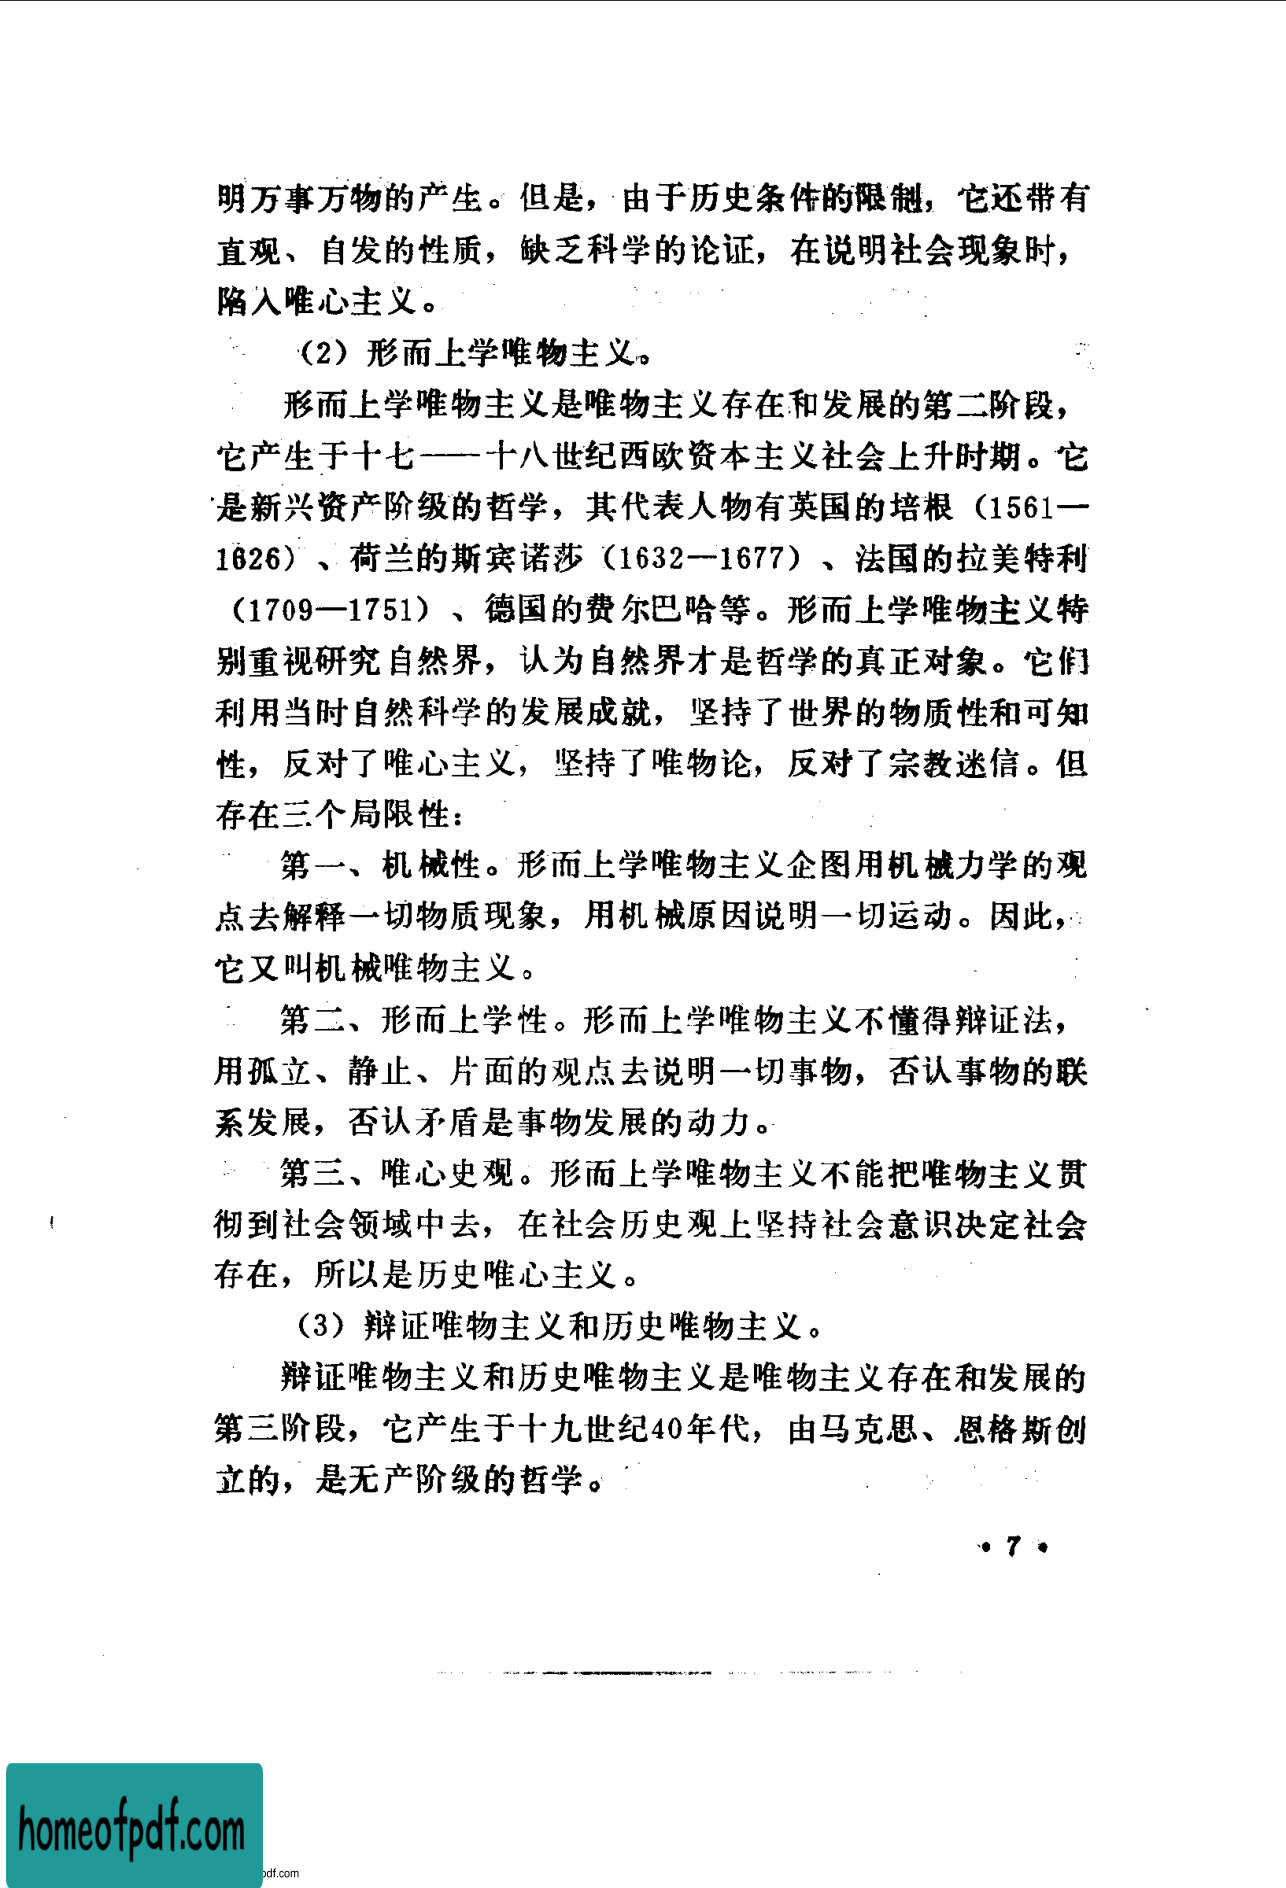 明万事万物的产生。但是，由于历史条件的限制，它还带有
直观、自发的性质，缺乏科学的论证，在说明社会现象时，
陷入唯心主义。
（2）形而上学唯物主义。
形而上学唯物主义是唯物主义存在和发展的第二阶段，
它产生于十七——十八世纪西欧资本主义社会上升时期。它
是新兴资产阶级的哲学，其代表人物有英国的培根（1561—
1626）、荷兰的斯宾诺莎（1632—1677）、法国的拉美特利
（1709—1751）、德国的费尔巴哈等。形而上学唯物主义特
别重视研究自然界，认为自然界才是哲学的真正对象。它们
利用当时自然科学的发展成就，坚持了世界的物质性和可知
性，反对了唯心主义，坚持了唯物论，反对了宗教迷信。但
存在三个局限性：
第一、机械性。形而上学唯物主义企图用机械力学的观
点去解释一切物质现象，用机械原因说明一切运动。因此，
它又叫机械唯物主义。
第二、形而上学性。形而上学唯物主义不懂得辩证法，
用孤立、静止、片面的观点去说明一切事物，否认事物的联
系发展，否认矛盾是事物发展的动力。
第三、唯心史观。形而上学唯物主义不能把唯物主义贯
彻到社会领域中去，在社会历史观上坚持社会意识决定社会
存在，所以是历史唯心主义。
（3）辩证唯物主义和历史唯物主义。
辩证唯物主义和历史唯物主义是唯物主义存在和发展的
第三阶段，它产生于十九世纪40年代，由马克思、恩格斯创
立的，是无产阶级的哲学。
• 7 •
homeofpdf.com
pdf.com